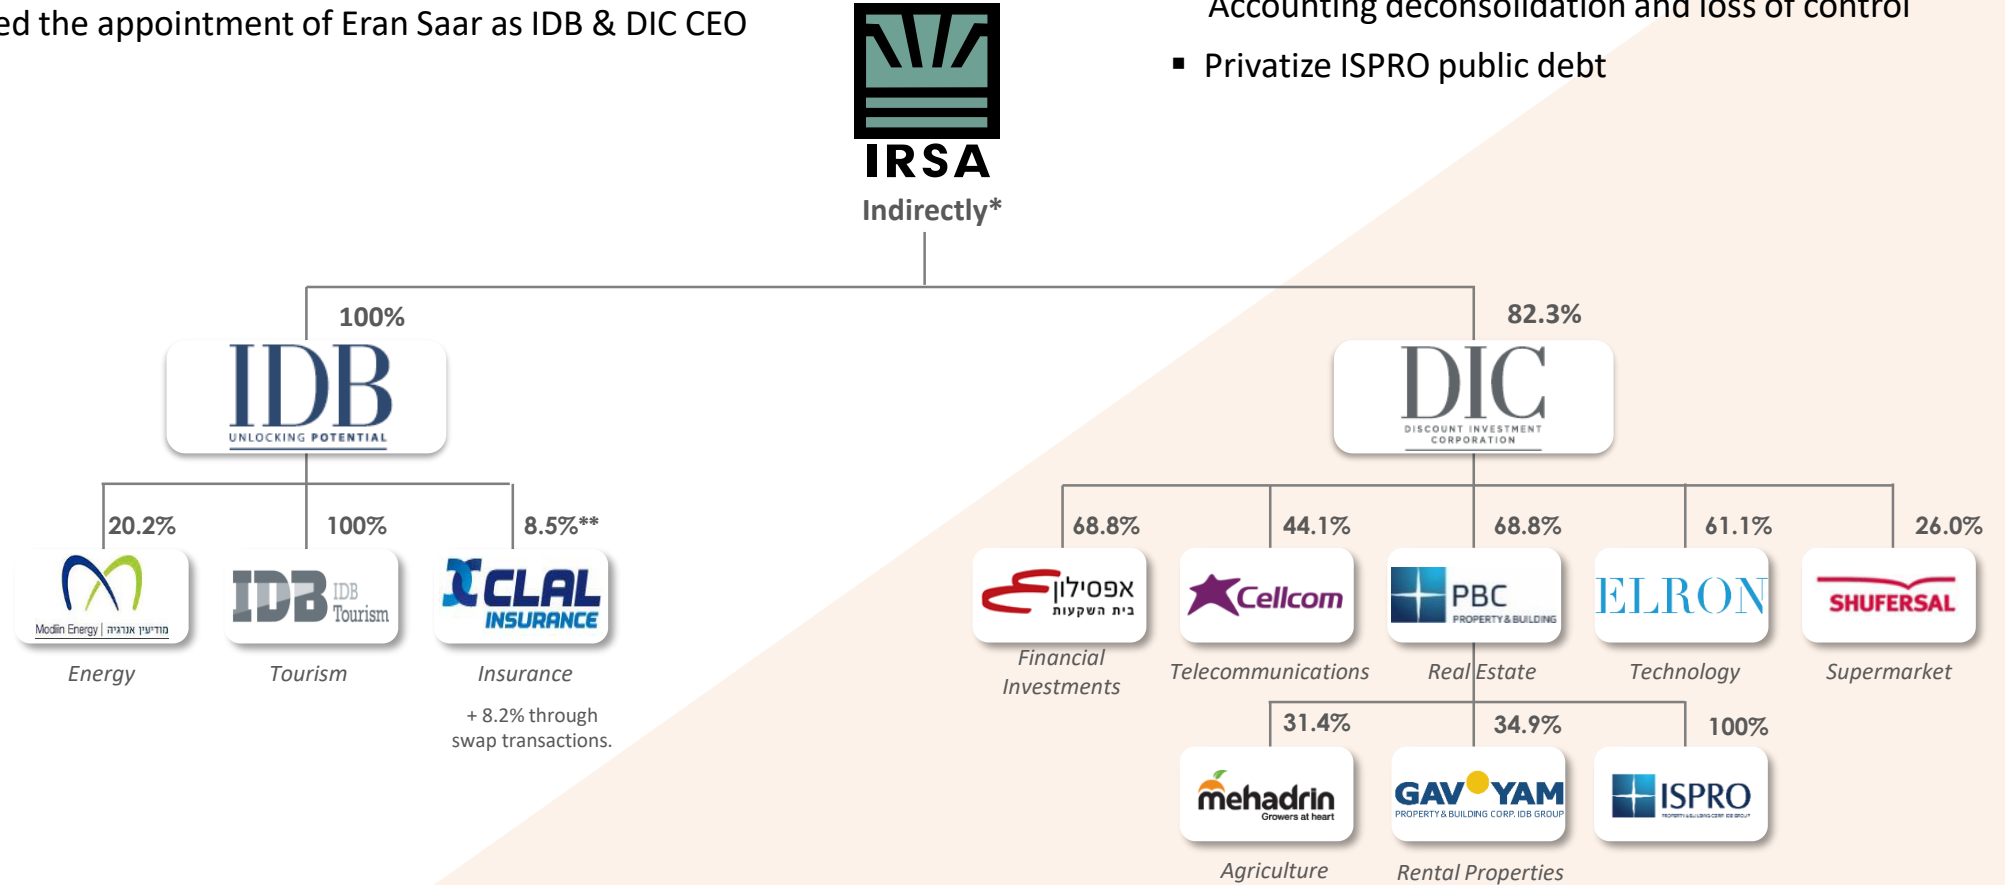 ed the appointment of Eran Saar as IDB & DIC CEO
Accounting deconsolidation and loss of control
▪ Privatize ISPRO public debt
IRSA
Indirectly*
100%
82.3%
IDB
UNLOCKING POTENTIAL
DIC
DISCOUNT INVESTMENT
CORPORATION
20.2%
100%
8.5%**
68.8%
44.1%
68.8%
61.1%
26.0%
Modiin Energy | מודיעין אנרגיה
IDB IDB
Tourism
CLAL
INSURANCE
אפסילון
בית השקעות
Cellcom
PBC
PROPERTY & BUILDING
ELRON
SHUFERSAL
Energy
Tourism
Insurance
Financial
Investments
Telecommunications
Real Estate
Technology
Supermarket
+ 8.2% through
swap transactions.
31.4%
34.9%
100%
mehadrin
Growers at heart
GAV YAM
PROPERTY & BUILDING CORP. IDB GROUP
ISPRO
PROPERTY & BUILDING CORP. IDB GROUP
Agriculture
Rental Properties